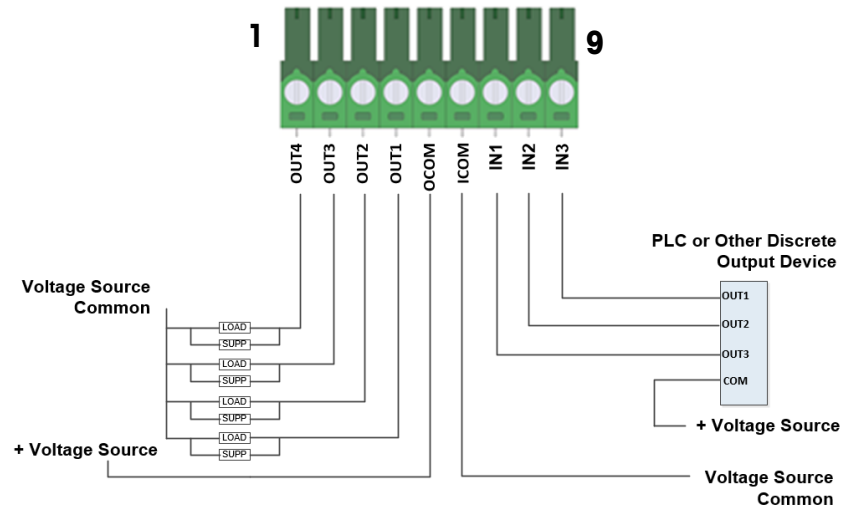 1
9
OUT4
OUT3
OUT2
OUT1
OCOM
ICOM
IN1
IN2
IN3
Voltage Source
Common
LOAD
SUPP
LOAD
SUPP
LOAD
SUPP
LOAD
SUPP
+ Voltage Source
PLC or Other Discrete
Output Device
OUT1
OUT2
OUT3
COM
+ Voltage Source
Voltage Source
Common